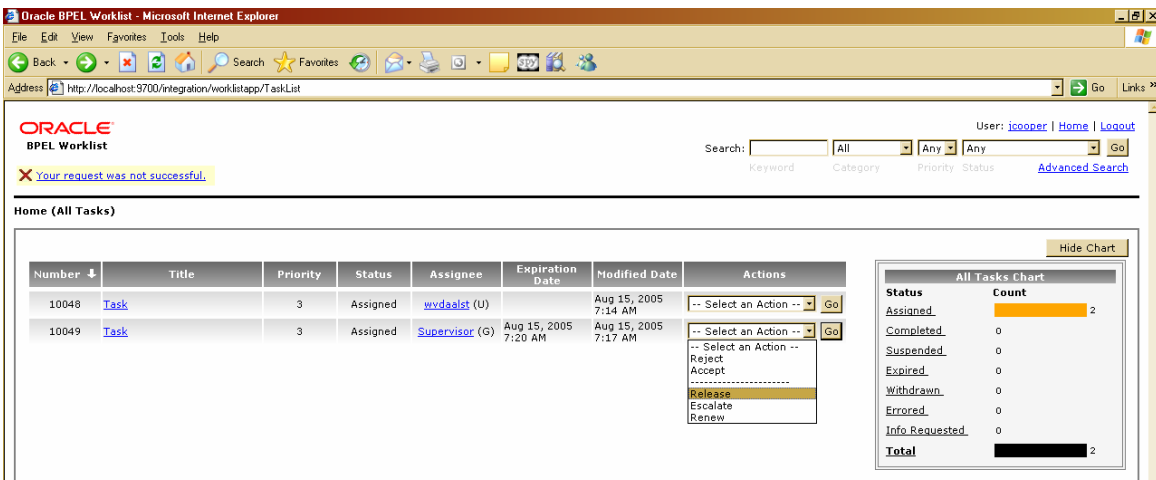 Oracle BPEL Worklist - Microsoft Internet Explorer
File Edit View Favorites Tools Help
Back Search Favorites SPY
Address http://localhost:9700/integration/worklistapp/TaskList Go Links »
ORACLE
BPEL Worklist
User: jcooper | Home | Logout
Search: All Any Any Go
Keyword Category Priority Status Advanced Search
Your request was not successful.
Home (All Tasks)
Hide Chart
Number Title Priority Status Assignee Expiration Date Modified Date Actions
10048 Task 3 Assigned wvdaalst (U) Aug 15, 2005 7:14 AM -- Select an Action -- Go
10049 Task 3 Assigned Supervisor (G) Aug 15, 2005 7:20 AM Aug 15, 2005 7:17 AM -- Select an Action -- Go
-- Select an Action --
Reject
Accept
----------------------
Release
Escalate
Renew
All Tasks Chart
Status Count
Assigned 2
Completed 0
Suspended 0
Expired 0
Withdrawn 0
Errored 0
Info Requested 0
Total 2